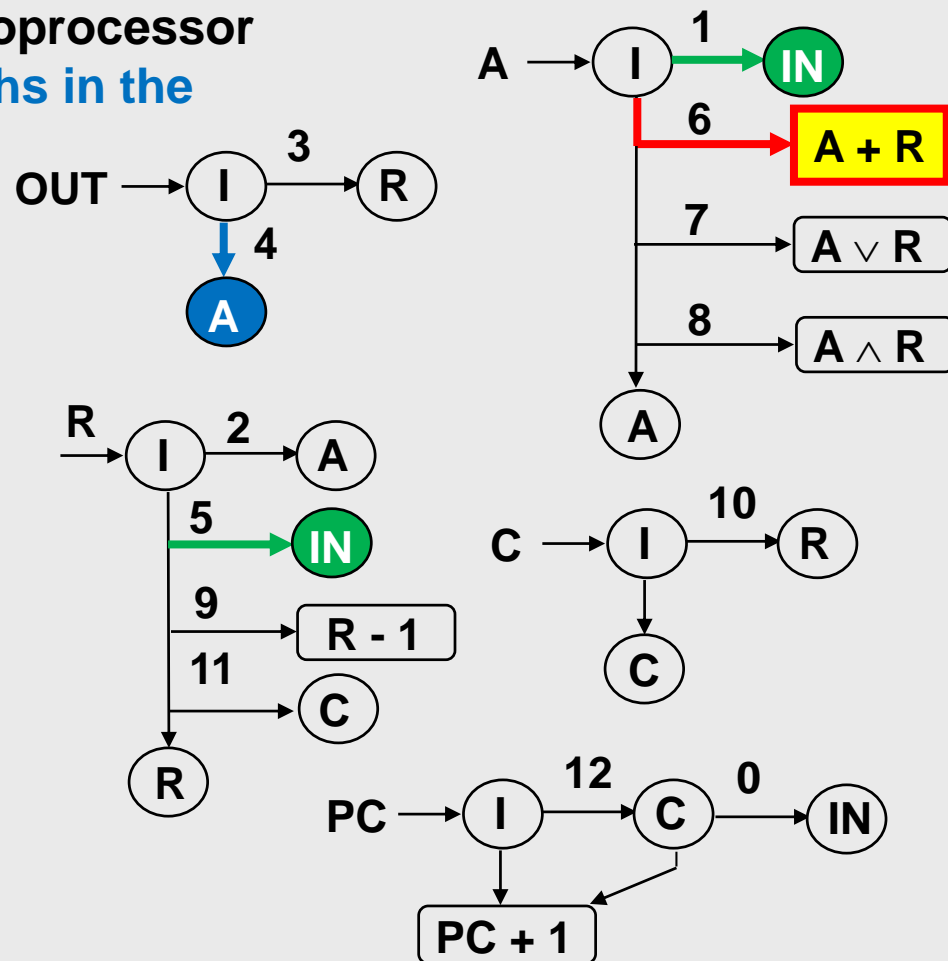 oprocessor
hs in the
OUT
I
3
R
4
A
A
I
1
IN
6
A + R
7
A ∨ R
8
A ∧ R
A
R
I
2
A
5
IN
9
R - 1
11
C
R
C
I
10
R
C
PC
I
12
C
0
IN
PC + 1